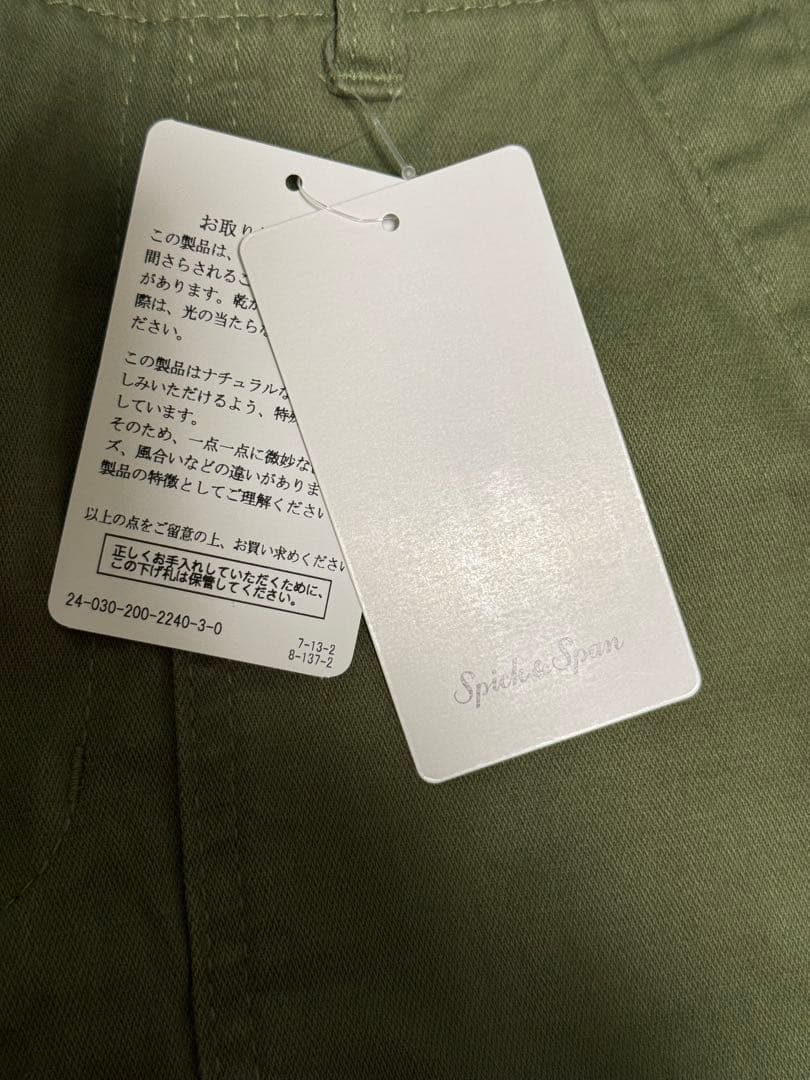 お取り
この製品は、
間さらされるこ
があります。乾か
際は、光の当たらな
ださい。
この製品はナチュラルな
しみいただけるよう、特殊
しています。
そのため、一点一点に微妙な
ズ、風合いなどの違いがありま
製品の特徴としてご理解ください
以上の点をご留意の上、お買い求めください
正しくお手入れしていただくために、
この下げ札は保管してください。
24-030-200-2240-3-0
7-13-2
8-137-2
Spick & Span